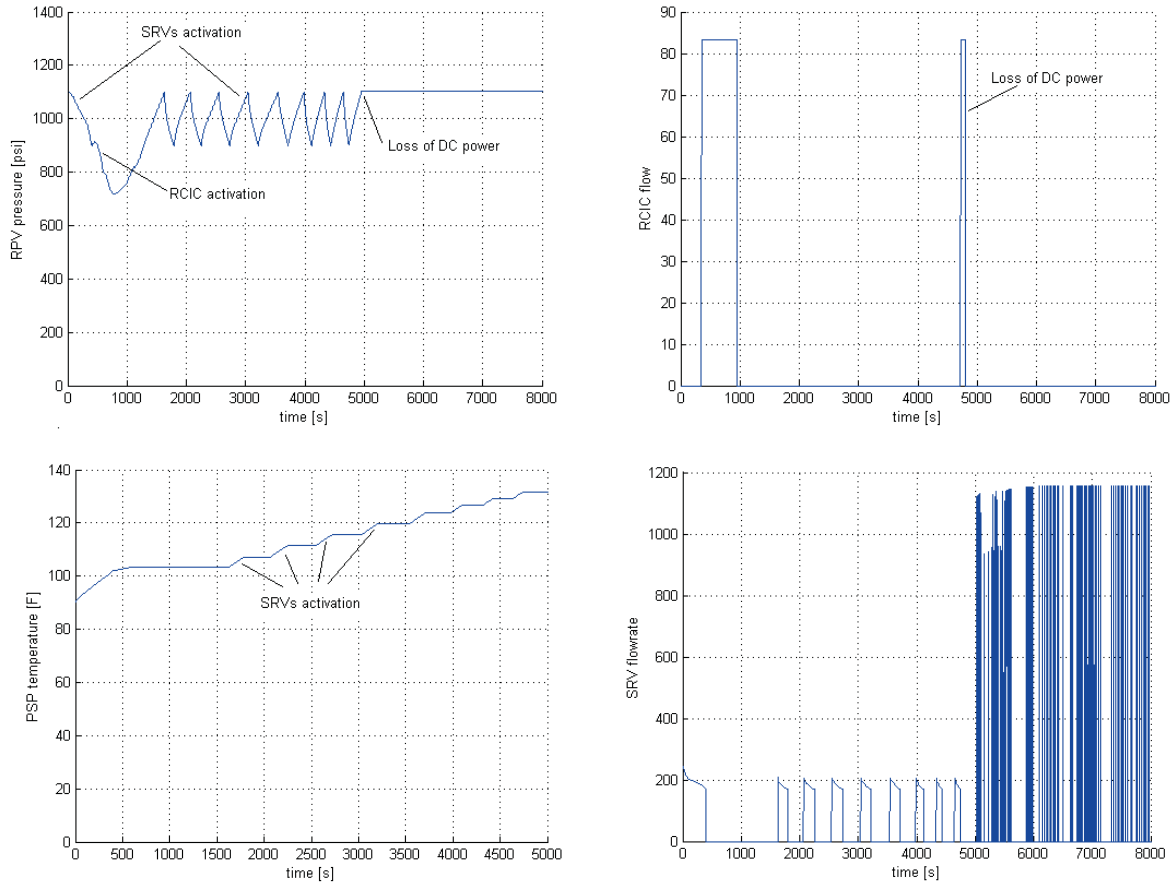 SRVs activation
1400
1200
1000
800
600
400
200
0
RPV pressure [psi]
RCIC activation
Loss of DC power
0 1000 2000 3000 4000 5000 6000 7000 8000
time [s]
90
80
70
60
50
40
30
20
10
0
RCIC flow
Loss of DC power
0 1000 2000 3000 4000 5000 6000 7000 8000
time [s]
140
120
100
80
60
40
20
0
PSP temperature [F]
SRVs activation
0 500 1000 1500 2000 2500 3000 3500 4000 4500 5000
time [s]
1200
1000
800
600
400
200
0
SRV flowrate
0 1000 2000 3000 4000 5000 6000 7000 8000
time [s]